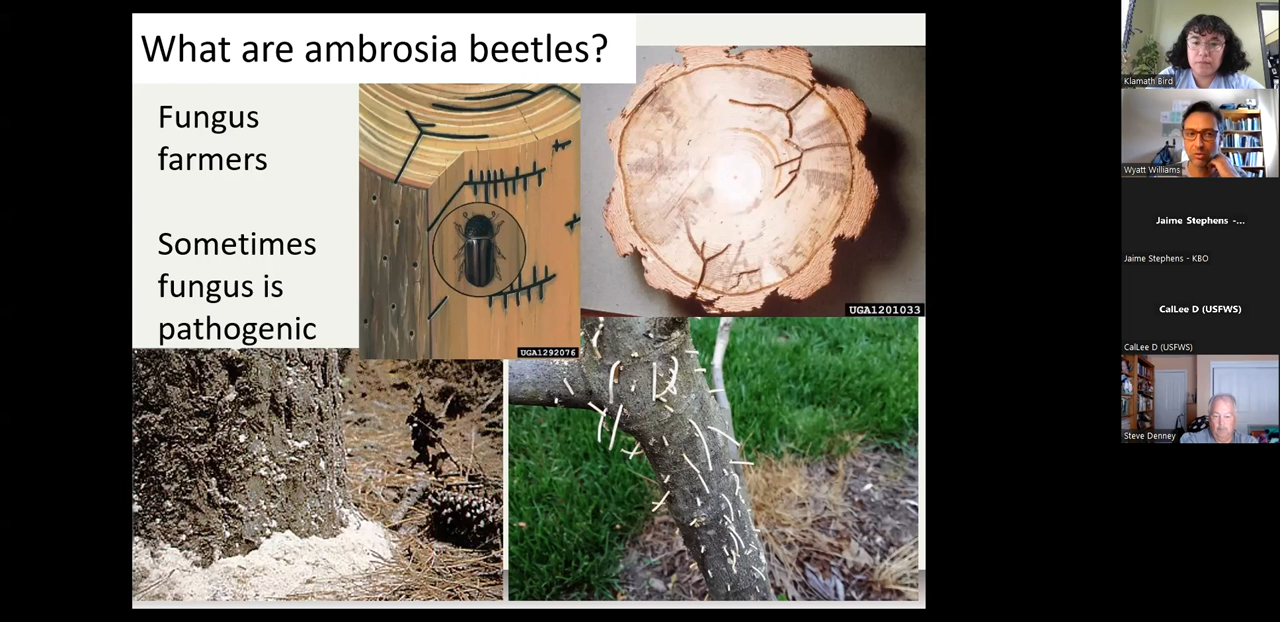 What are ambrosia beetles?
Fungus
farmers
Sometimes
fungus is
pathogenic
UGA1292076
UGA1201033
Klamath Bird
Wyatt Williams
Jaime Stephens -...
Jaime Stephens - KBO
CalLee D (USFWS)
CalLee D (USFWS)
Steve Denney